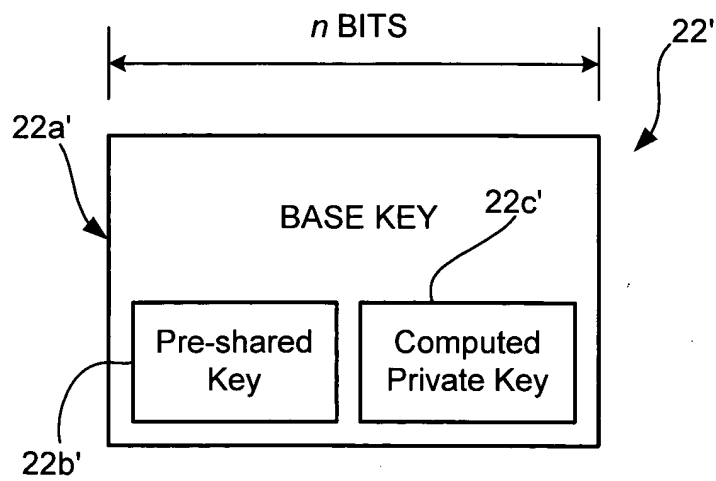 n BITS
22'
22a'
22c'
BASE KEY
Pre-shared
Key
Computed
Private Key
22b'